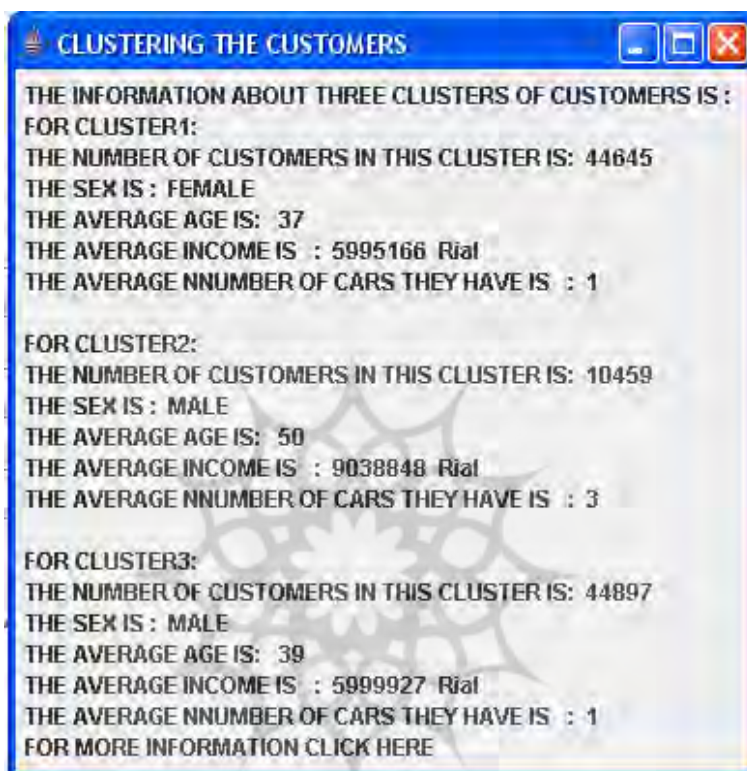 CLUSTERING THE CUSTOMERS
THE INFORMATION ABOUT THREE CLUSTERS OF CUSTOMERS IS :
FOR CLUSTER1:
THE NUMBER OF CUSTOMERS IN THIS CLUSTER IS: 44645
THE SEX IS : FEMALE
THE AVERAGE AGE IS: 37
THE AVERAGE INCOME IS : 5995166 Rial
THE AVERAGE NNUMBER OF CARS THEY HAVE IS : 1
FOR CLUSTER2:
THE NUMBER OF CUSTOMERS IN THIS CLUSTER IS: 10459
THE SEX IS : MALE
THE AVERAGE AGE IS: 50
THE AVERAGE INCOME IS : 9038848 Rial
THE AVERAGE NNUMBER OF CARS THEY HAVE IS : 3
FOR CLUSTER3:
THE NUMBER OF CUSTOMERS IN THIS CLUSTER IS: 44897
THE SEX IS : MALE
THE AVERAGE AGE IS: 39
THE AVERAGE INCOME IS : 5999927 Rial
THE AVERAGE NNUMBER OF CARS THEY HAVE IS : 1
FOR MORE INFORMATION CLICK HERE